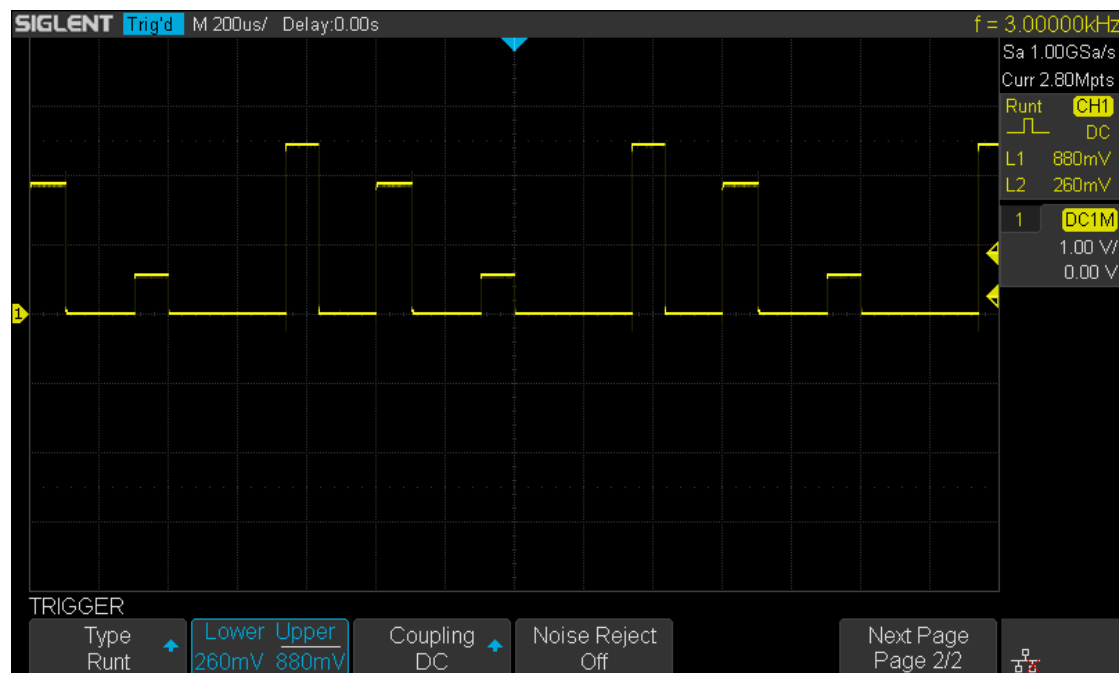 SIGLENT Trig'd M 200us/ Delay:0.00s f = 3.00000kHz
Sa 1.00GSa/s
Curr 2.80Mpts
Runt CH1
DC
L1 880mV
L2 260mV
1 DC1M
1.00 V/
0.00 V
1
TRIGGER
Type
Runt
Lower Upper
260mV 880mV
Coupling
DC
Noise Reject
Off
Next Page
Page 2/2